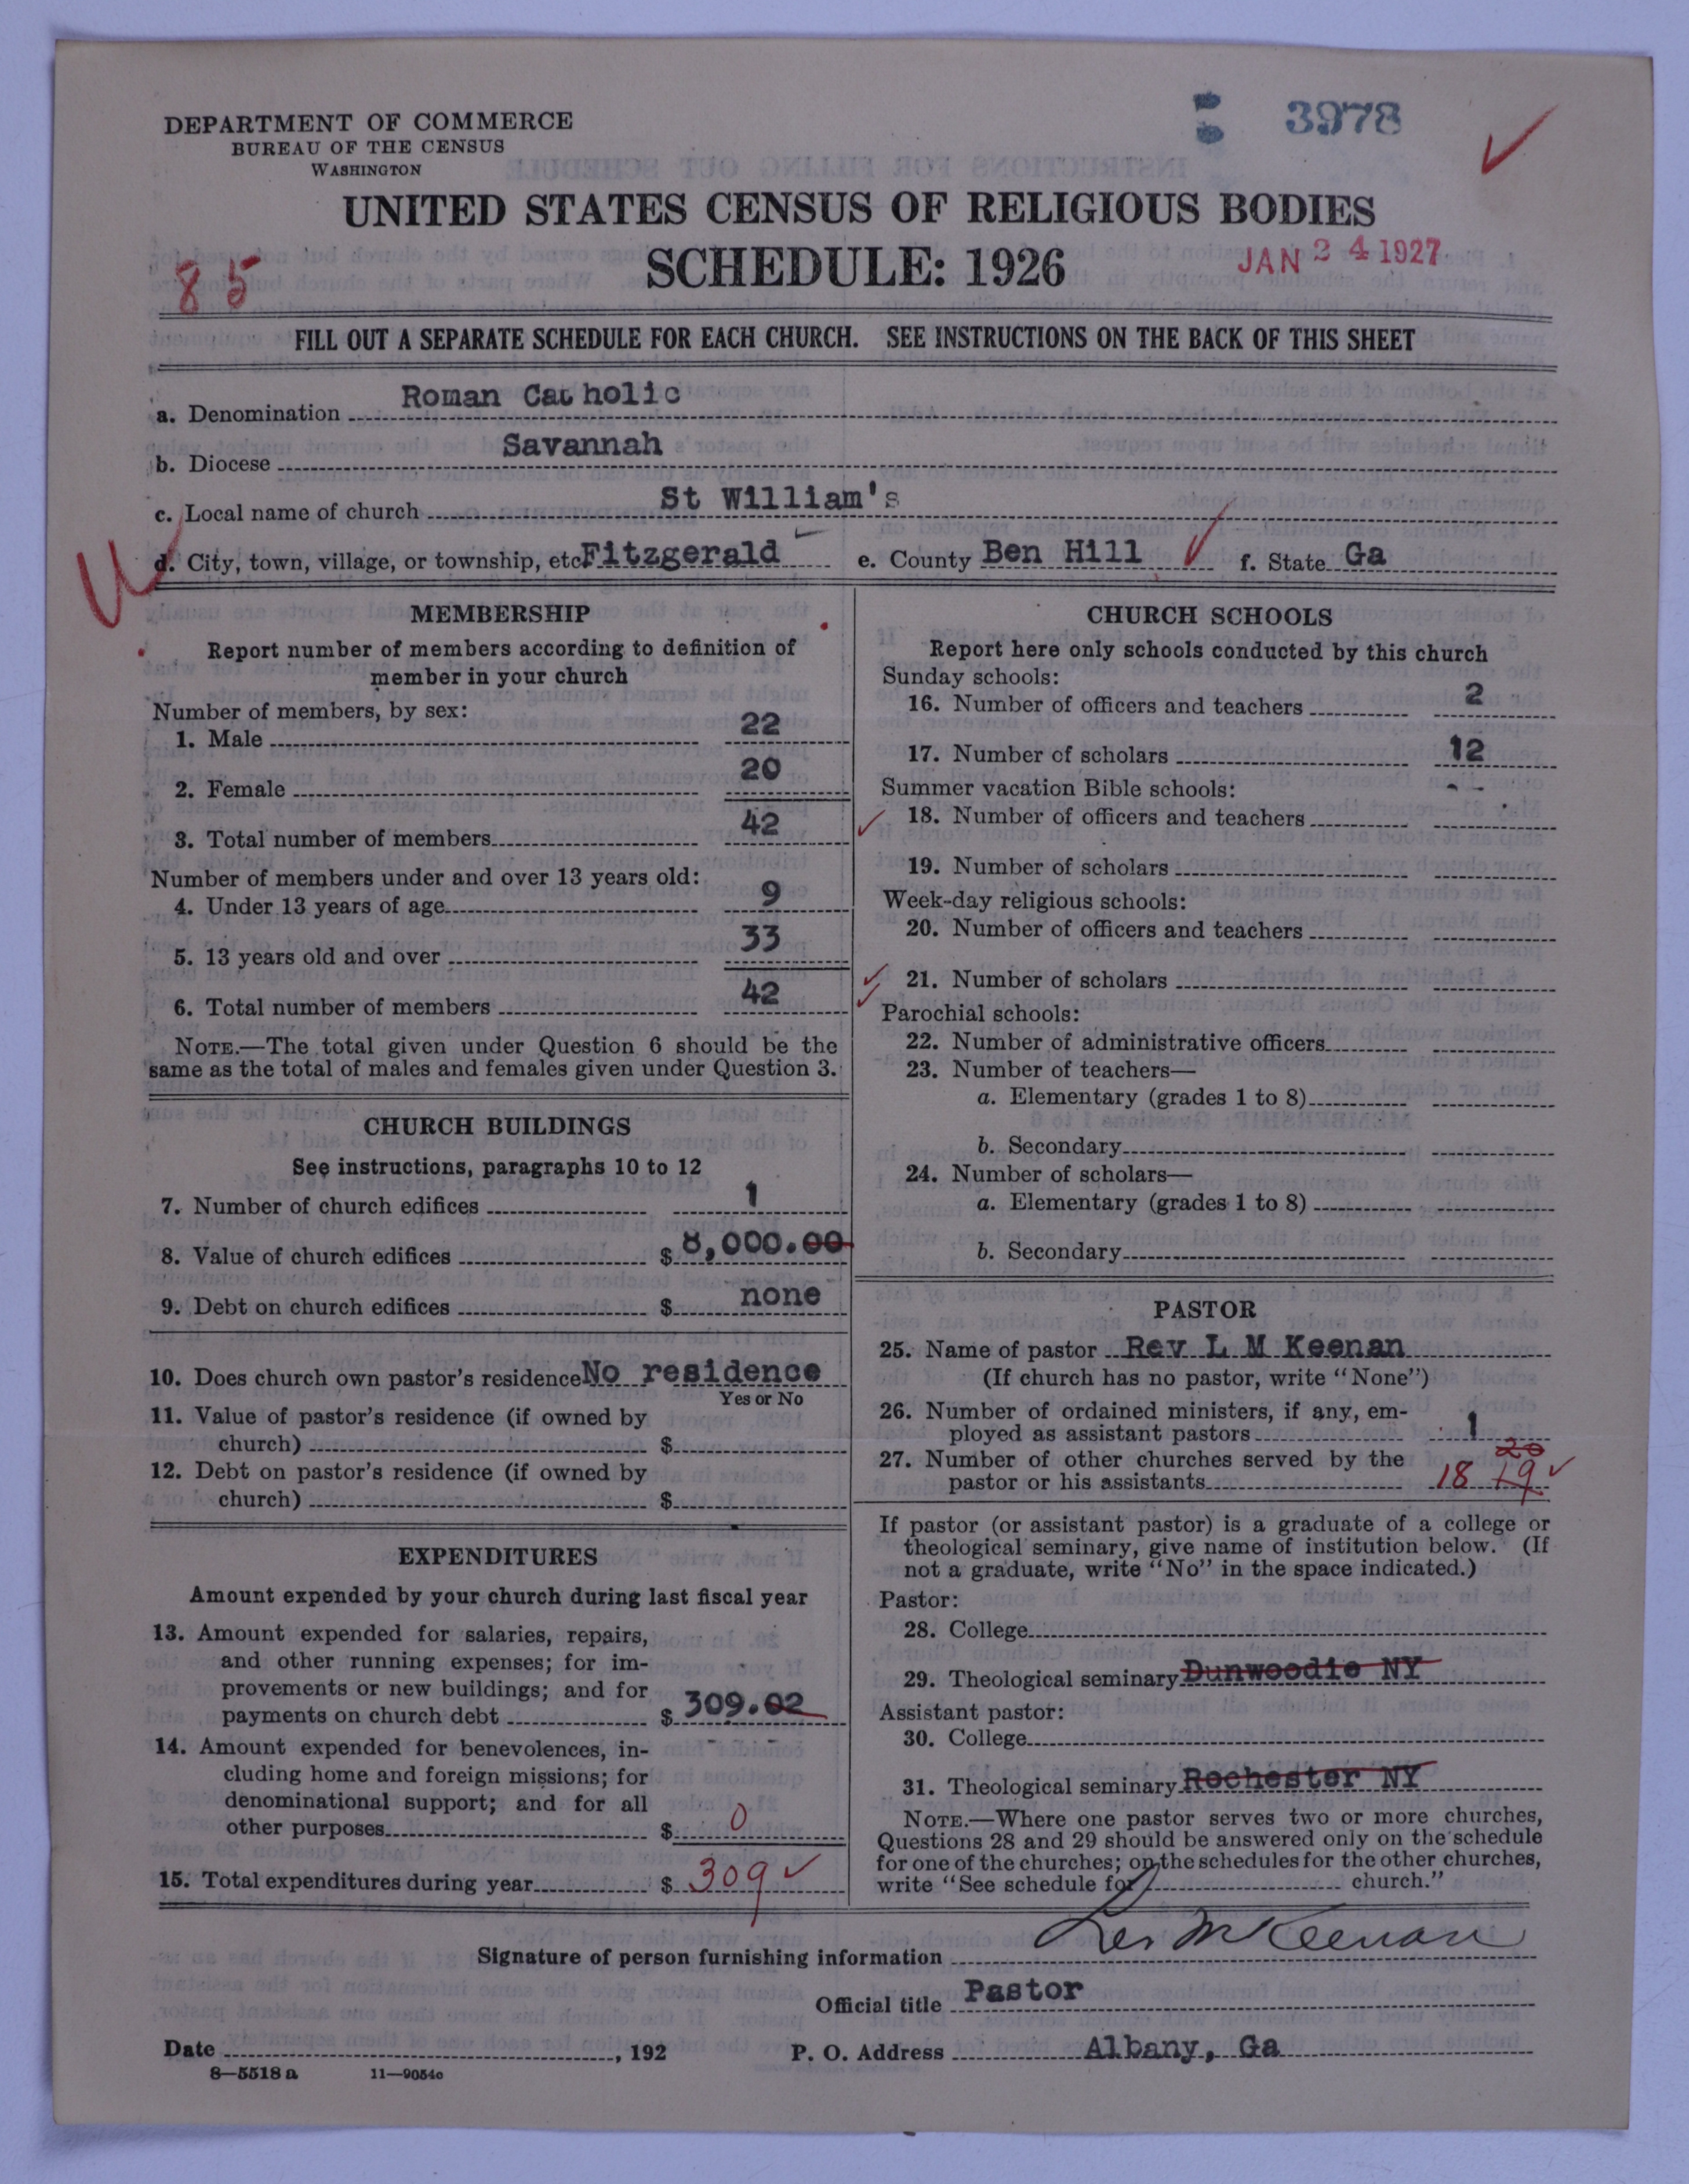 3978
DEPARTMENT OF COMMERCE
BUREAU OF THE CENSUS
WASHINGTON
UNITED STATES CENSUS OF RELIGIOUS BODIES
SCHEDULE: 1926
JAN 24 1927
85
FILL OUT A SEPARATE SCHEDULE FOR EACH CHURCH. SEE INSTRUCTIONS ON THE BACK OF THIS SHEET
a. Denomination Roman Catholic
b. Diocese Savannah
c. Local name of church St William's
d. City, town, village, or township, etc. Fitzgerald e. County Ben Hill f. State Ga
MEMBERSHIP
Report number of members according to definition of
member in your church
Number of members, by sex:
1. Male 22
2. Female 20
3. Total number of members 42
Number of members under and over 13 years old:
4. Under 13 years of age 9
5. 13 years old and over 33
6. Total number of members 42
NOTE.—The total given under Question 6 should be the
same as the total of males and females given under Question 3.
CHURCH BUILDINGS
See instructions, paragraphs 10 to 12
7. Number of church edifices 1
8. Value of church edifices $ 8,000.00
9. Debt on church edifices $ none
10. Does church own pastor's residence No residence
Yes or No
11. Value of pastor's residence (if owned by
church) $
12. Debt on pastor's residence (if owned by
church) $
EXPENDITURES
Amount expended by your church during last fiscal year
13. Amount expended for salaries, repairs,
and other running expenses; for im-
provements or new buildings; and for
payments on church debt $ 309.02
14. Amount expended for benevolences, in-
cluding home and foreign missions; for
denominational support; and for all
other purposes $ 0
15. Total expenditures during year $ 309
CHURCH SCHOOLS
Report here only schools conducted by this church
Sunday schools:
16. Number of officers and teachers 2
17. Number of scholars 12
Summer vacation Bible schools:
18. Number of officers and teachers
19. Number of scholars
Week-day religious schools:
20. Number of officers and teachers
21. Number of scholars
Parochial schools:
22. Number of administrative officers
23. Number of teachers—
a. Elementary (grades 1 to 8)
b. Secondary
24. Number of scholars—
a. Elementary (grades 1 to 8)
b. Secondary
PASTOR
25. Name of pastor Rev L M Keenan
(If church has no pastor, write "None")
26. Number of ordained ministers, if any, em-
ployed as assistant pastors 1
20
27. Number of other churches served by the
pastor or his assistants 18 19
If pastor (or assistant pastor) is a graduate of a college or
theological seminary, give name of institution below. (If
not a graduate, write "No" in the space indicated.)
Pastor:
28. College
29. Theological seminary Dunwoodie NY
Assistant pastor:
30. College
31. Theological seminary Rochester NY
NOTE.—Where one pastor serves two or more churches,
Questions 28 and 29 should be answered only on the schedule
for one of the churches; on the schedules for the other churches,
write "See schedule for church."
Signature of person furnishing information Leo M Keenan
Official title Pastor
Date , 192 P. O. Address Albany, Ga
8—5518 a 11—9054c